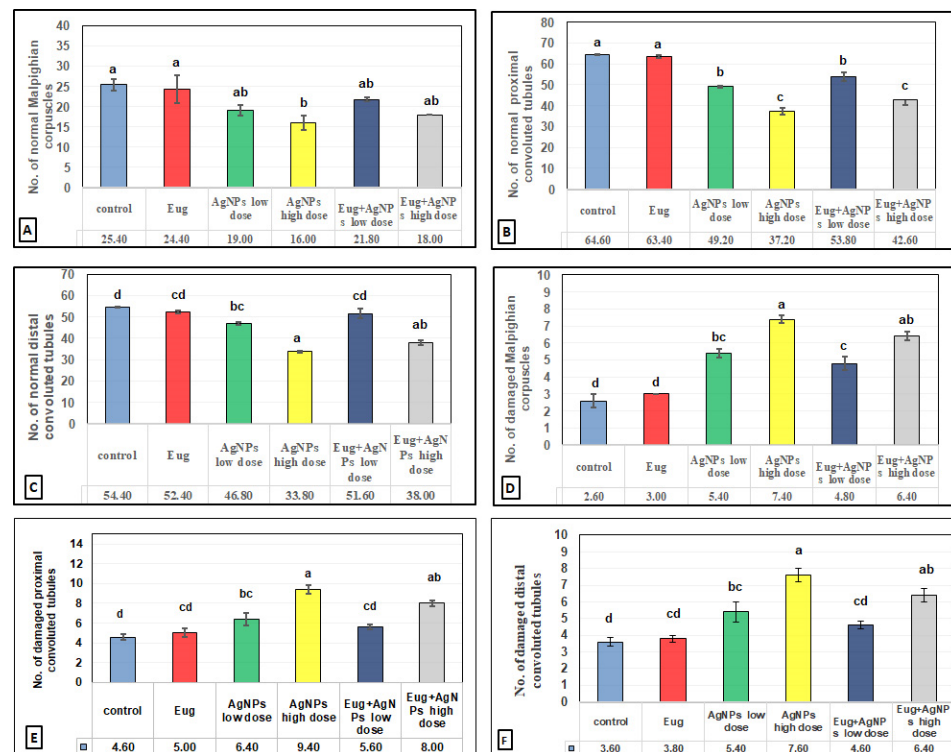 No. of normal Malpighian
corpuscles
40
35
30
25
20
15
10
5
0
a a ab b ab ab
control Eug AgNPs low dose AgNPs high dose Eug+AgNP s low dose Eug+AgNP s high dose
25.40 24.40 19.00 16.00 21.80 18.00
A
No. of normal proximal
convoluted tubules
80
70
60
50
40
30
20
10
0
a a b c b c
control Eug AgNPs low dose AgNPs high dose Eug+AgNP s low dose Eug+AgNP s high dose
64.60 63.40 49.20 37.20 53.80 42.60
B
No. of normal distal
convoluted tubules
70
60
50
40
30
20
10
0
d cd bc a cd ab
control Eug AgNPs low dose AgNPs high dose Eug+AgN Ps low dose Eug+AgN Ps high dose
54.40 52.40 46.80 33.80 51.60 38.00
C
No. of damaged Malpighian
corpuscles
10
9
8
7
6
5
4
3
2
1
0
d d bc a c ab
control Eug AgNPs low dose AgNPs high dose Eug+AgNP s low dose Eug+AgNP s high dose
2.60 3.00 5.40 7.40 4.80 6.40
D
No. of damaged proximal
convoluted tubules
14
12
10
8
6
4
2
0
d cd bc a cd ab
control Eug AgNPs low dose AgNPs high dose Eug+AgN Ps low dose Eug+AgN Ps high dose
4.60 5.00 6.40 9.40 5.60 8.00
E
No. of damaged distal
convoluted tubules
10
9
8
7
6
5
4
3
2
1
0
d cd bc a cd ab
control Eug AgNPs low dose AgNPs high dose Eug+AgNP s low dose Eug+AgNP s high dose
3.60 3.80 5.40 7.60 4.60 6.40
F